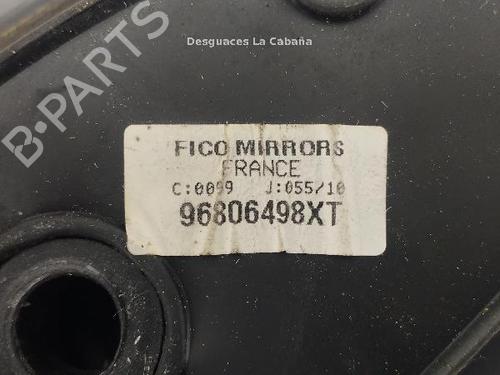 Desguaces La Cabaña
B-PARTS
FICO MIRRORS
FRANCE
C:0099 J:055/10
96806498XT